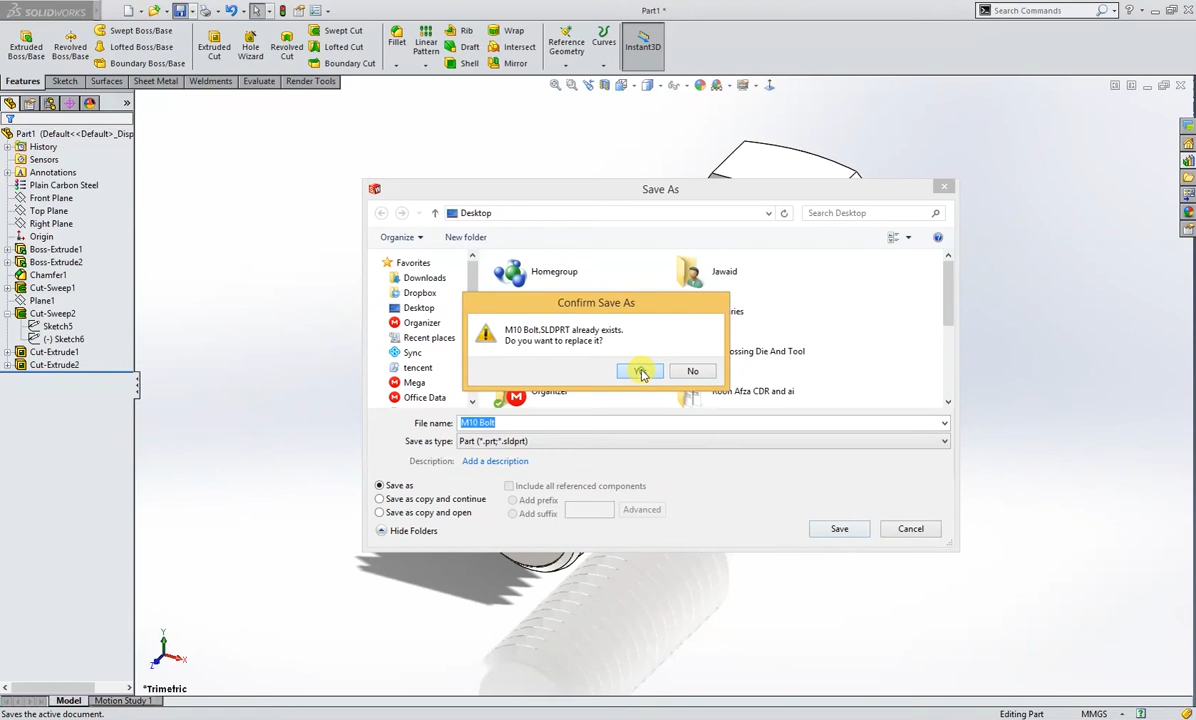 SOLIDWORKS
Part1 *
Search Commands
Extruded Boss/Base
Revolved Boss/Base
Swept Boss/Base
Lofted Boss/Base
Boundary Boss/Base
Extruded Cut
Hole Wizard
Revolved Cut
Swept Cut
Lofted Cut
Boundary Cut
Fillet
Linear Pattern
Rib
Draft
Shell
Wrap
Intersect
Mirror
Reference Geometry
Curves
Instant3D
Features
Sketch
Surfaces
Sheet Metal
Weldments
Evaluate
Render Tools
Part1 (Default<<Default>_Disp
History
Sensors
Annotations
Plain Carbon Steel
Front Plane
Top Plane
Right Plane
Origin
Boss-Extrude1
Boss-Extrude2
Chamfer1
Cut-Sweep1
Plane1
Cut-Sweep2
Sketch5
(-) Sketch6
Cut-Extrude1
Cut-Extrude2
Save As
Desktop
Search Desktop
Organize
New folder
Favorites
Downloads
Dropbox
Desktop
Organizer
Recent places
Sync
tencent
Mega
Office Data
Homegroup
Jawaid
raries
ossing Die And Tool
Organizer
Rooh Afza CDR and ai
Confirm Save As
M10 Bolt.SLDPRT already exists.
Do you want to replace it?
No
File name: M10 Bolt
Save as type: Part (*.prt;*.sldprt)
Description: Add a description
Save as
Save as copy and continue
Save as copy and open
Include all referenced components
Add prefix
Add suffix
Advanced
Hide Folders
Save
Cancel
Y
X
Z
*Trimetric
Model
Motion Study 1
Saves the active document.
Editing Part
MMGS